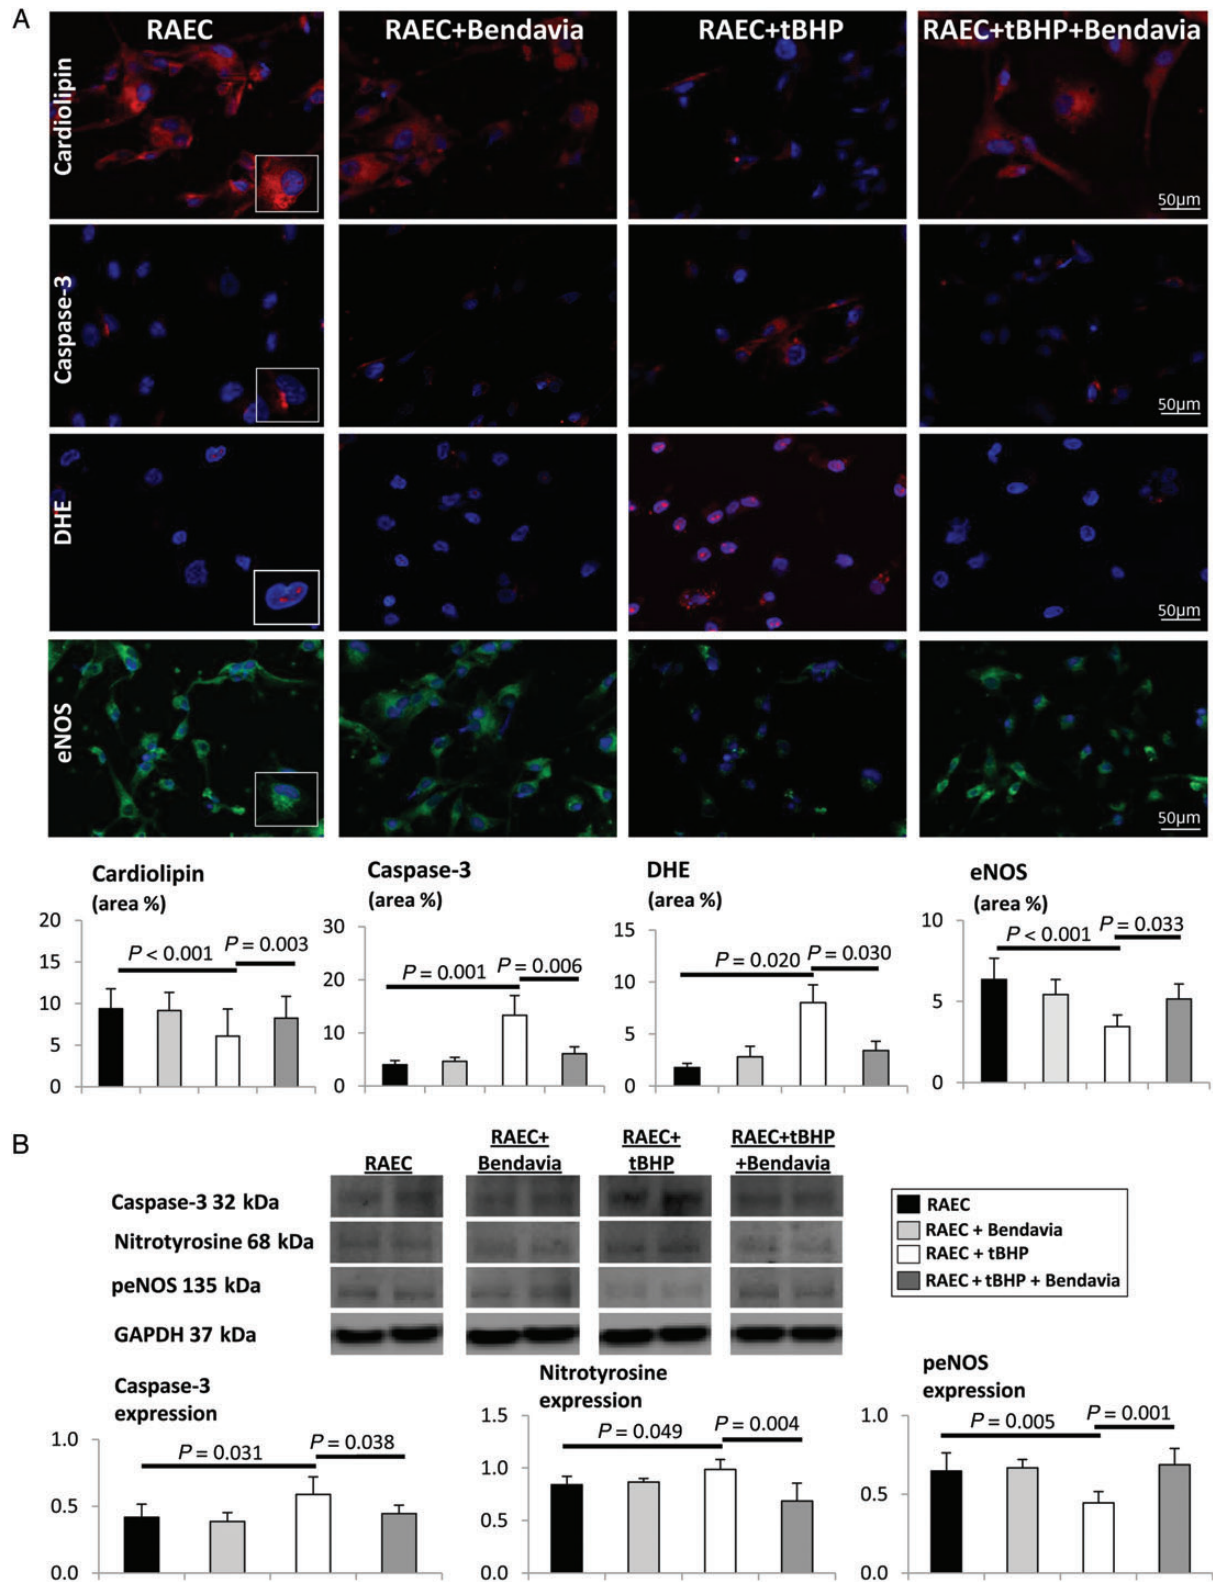 A
RAEC
RAEC+Bendavia
RAEC+tBHP
RAEC+tBHP+Bendavia
Cardiolipin
50µm
Caspase-3
50µm
DHE
50µm
eNOS
50µm
Cardiolipin
(area %)
20
15
10
5
0
P < 0.001
P = 0.003
Caspase-3
(area %)
30
20
10
0
P = 0.001
P = 0.006
DHE
(area %)
15
10
5
0
P = 0.020
P = 0.030
eNOS
(area %)
10
5
0
P < 0.001
P = 0.033
B
RAEC
RAEC+
Bendavia
RAEC+
tBHP
RAEC+tBHP
+Bendavia
Caspase-3 32 kDa
Nitrotyrosine 68 kDa
peNOS 135 kDa
GAPDH 37 kDa
RAEC
RAEC + Bendavia
RAEC + tBHP
RAEC + tBHP + Bendavia
Caspase-3
expression
1.0
0.5
0.0
P = 0.031
P = 0.038
Nitrotyrosine
expression
1.5
1.0
0.5
0.0
P = 0.049
P = 0.004
peNOS
expression
1.0
0.5
0.0
P = 0.005
P = 0.001